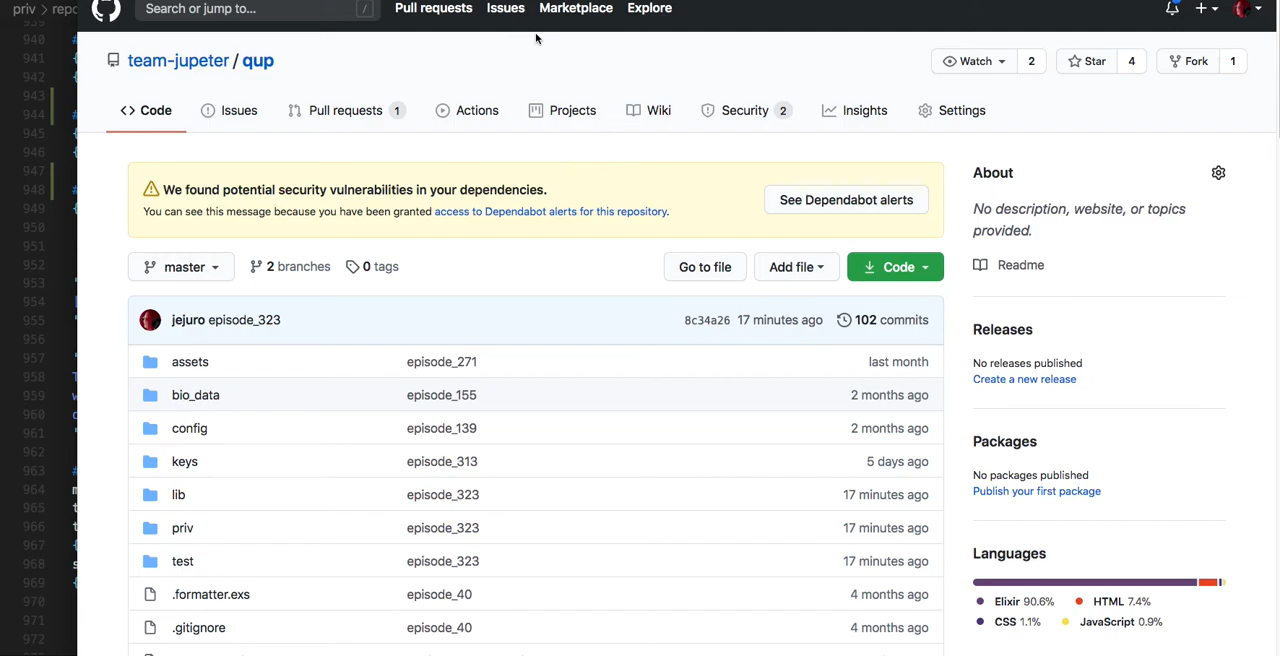 priv > repo
Search or jump to...
/
Pull requests Issues Marketplace Explore
team-jupeter / qup
Watch 2 Star 4 Fork 1
Code Issues Pull requests 1 Actions Projects Wiki Security 2 Insights Settings
We found potential security vulnerabilities in your dependencies.
You can see this message because you have been granted access to Dependabot alerts for this repository.
See Dependabot alerts
master 2 branches 0 tags Go to file Add file Code
jejuro episode_323 8c34a26 17 minutes ago 102 commits
assets episode_271 last month
bio_data episode_155 2 months ago
config episode_139 2 months ago
keys episode_313 5 days ago
lib episode_323 17 minutes ago
priv episode_323 17 minutes ago
test episode_323 17 minutes ago
.formatter.exs episode_40 4 months ago
.gitignore episode_40 4 months ago
About
No description, website, or topics
provided.
Readme
Releases
No releases published
Create a new release
Packages
No packages published
Publish your first package
Languages
Elixir 90.6% HTML 7.4%
CSS 1.1% JavaScript 0.9%
939
940 #
941 {
942 {
943
944 #
945 {
946 {
947
948 #
949 {
950
951
952
953
954
955
956
957
958
959
960
961
962
963 #
964
965
966
967 {
968
969 {
970
971
972